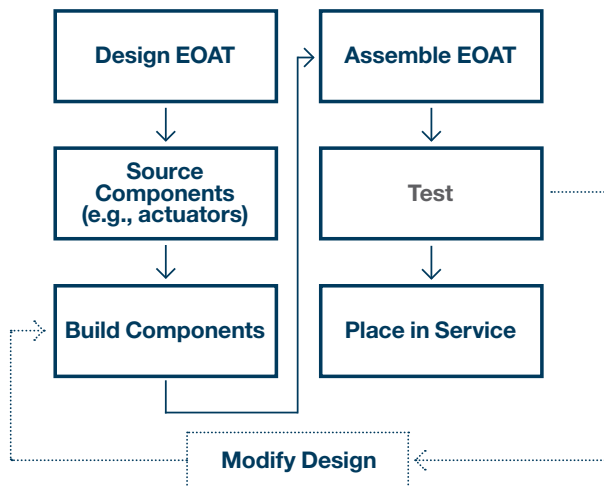 Design EOAT
Source
Components
(e.g., actuators)
Build Components
Assemble EOAT
Test
Place in Service
Modify Design